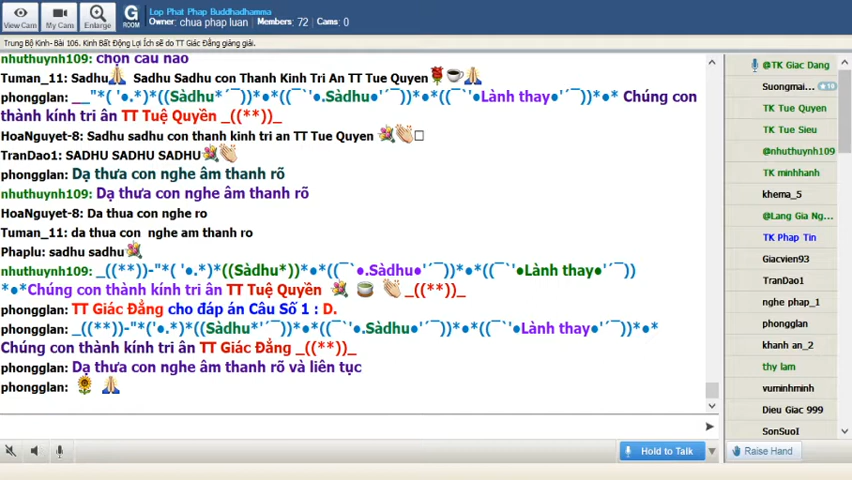 Lop Phat Phap Buddhadhamma
Owner: chua phap luan Members: 72 Cams: 0
View Cam
My Cam
Enlarge
G
ROOM
Trung Bộ Kinh- Bài 106. Kinh Bất Động Lợi Ích sẽ do TT Giác Đẳng giảng giải.
nhuthuynh109: chọn câu nào
Tuman_11: Sadhu🙏 Sadhu Sadhu con Thanh Kinh Tri An TT Tue Quyen🌹☕🙏
phongglan: __"*( '●.*)*((Sàdhu*´¯))*●*((¯`'●.Sàdhu●'´¯))*●*((¯`'●Lành thay●'´¯))*●* Chúng con
thành kính tri ân TT Tuệ Quyền _((**))_
HoaNguyet-8: Sadhu sadhu con thanh kinh tri an TT Tue Quyen 💐👏□
TranDao1: SADHU SADHU SADHU💐👏
phongglan: Dạ thưa con nghe âm thanh rõ
nhuthuynh109: Dạ thưa con nghe âm thanh rõ
HoaNguyet-8: Da thua con nghe ro
Tuman_11: da thua con nghe am thanh ro
Phaplu: sadhu sadhu💐
nhuthuynh109: _((**))-"*( '●.*)*((Sàdhu*))*●*((¯`●.Sàdhu●'´¯))*●*((¯`'●Lành thay●'´¯))
*●*Chúng con thành kính tri ân TT Tuệ Quyền 💐 🍵 👏 _((**))_
phongglan: TT Giác Đẳng cho đáp án Câu Số 1 : D.
phongglan: _((**))-"*('●.*)*((Sàdhu*'´¯))*●*((¯`'●.Sàdhu●'´¯))*●*((¯`'●Lành thay●'´¯))*●*
Chúng con thành kính tri ân TT Giác Đẳng _((**))_
phongglan: Dạ thưa con nghe âm thanh rõ và liên tục
phongglan: 🌻 🙏
Hold to Talk
@TK Giac Dang
Suongmai... ★10
TK Tue Quyen
TK Tue Sieu
@nhuthuynh109
TK minhhanh
khema_5
@Lang Gia Ng...
TK Phap Tin
Giacvien93
TranDao1
nghe phap_1
phongglan
khanh an_2
thy lam
vuminhminh
Dieu Giac 999
SonSuoI
Raise Hand